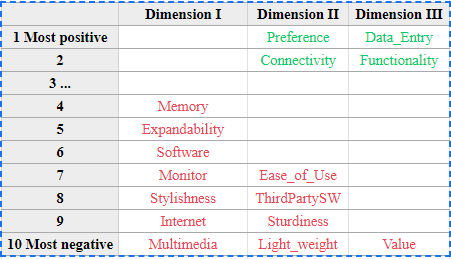 Dimension I Dimension II Dimension III
1 Most positive Preference Data_Entry
2 Connectivity Functionality
3 ...
4 Memory
5 Expandability
6 Software
7 Monitor Ease_of_Use
8 Stylishness ThirdPartySW
9 Internet Sturdiness
10 Most negative Multimedia Light_weight Value